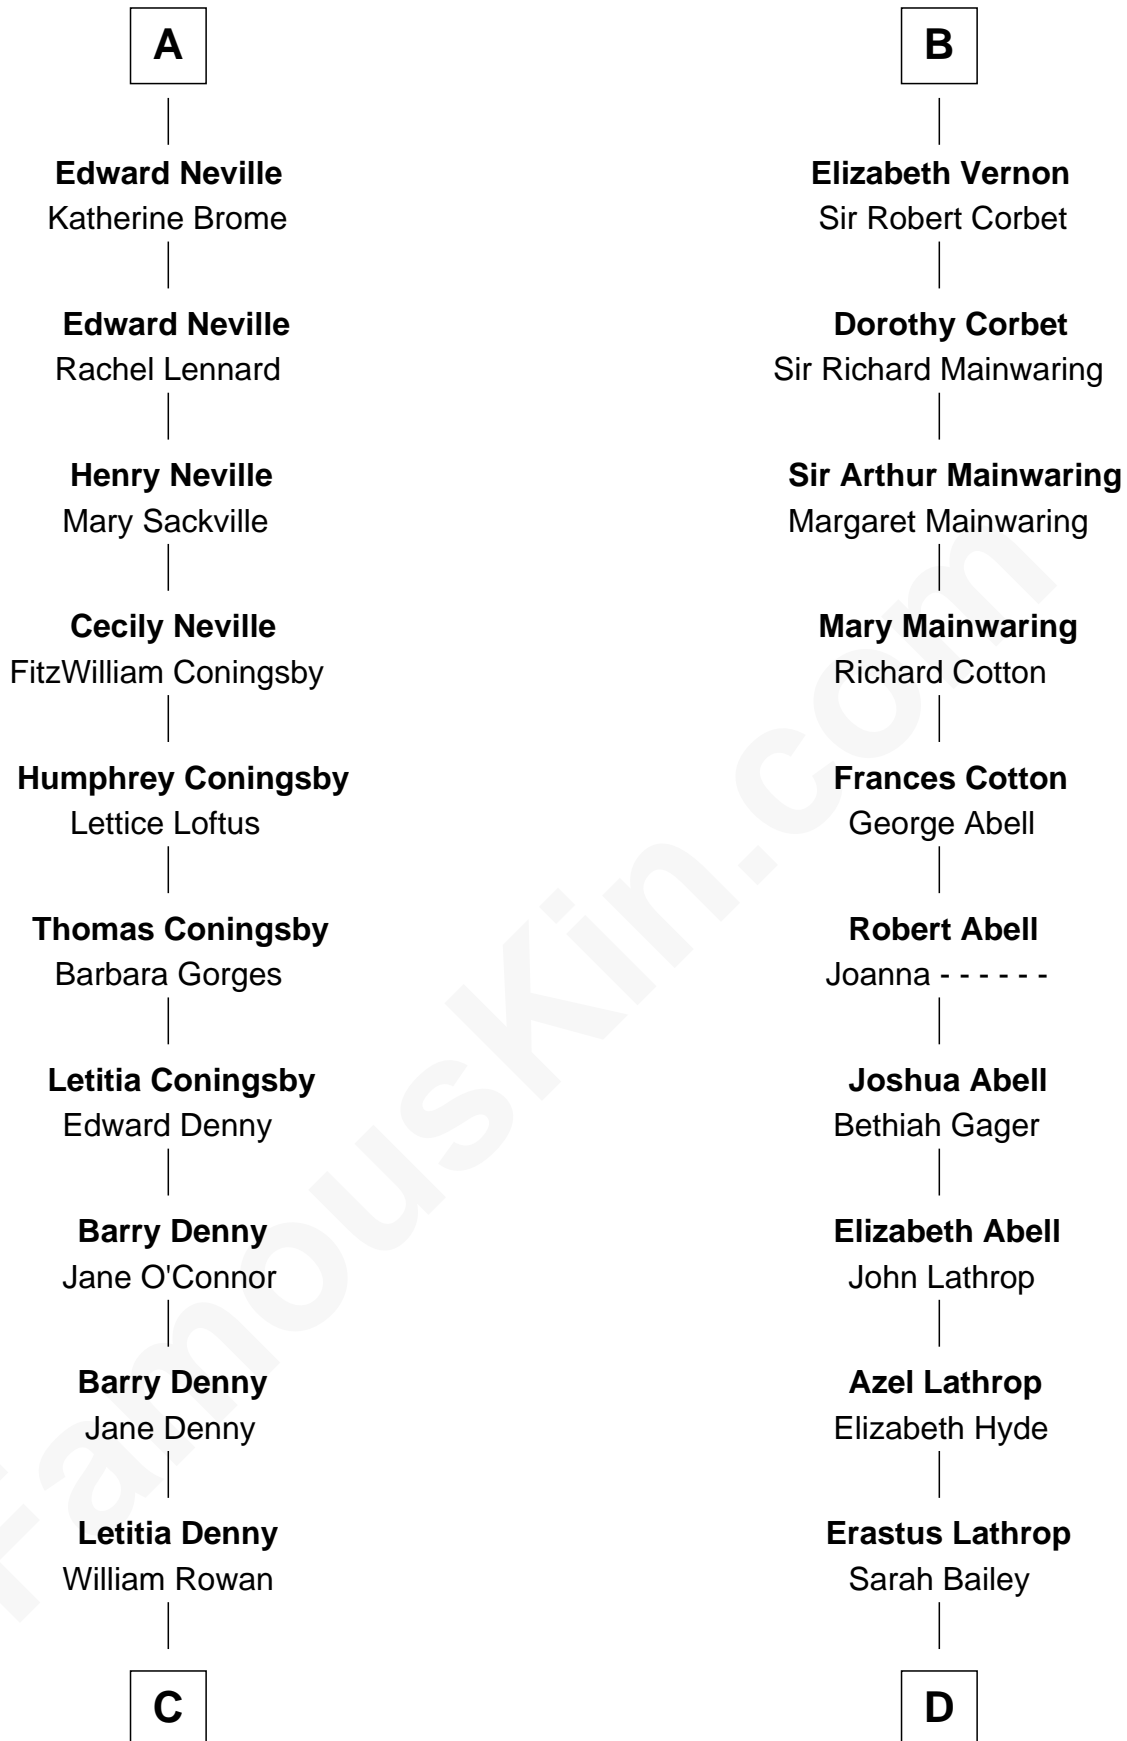 A
Edward Neville
Katherine Brome
Edward Neville
Rachel Lennard
Henry Neville
Mary Sackville
Cecily Neville
FitzWilliam Coningsby
Humphrey Coningsby
Lettice Loftus
Thomas Coningsby
Barbara Gorges
Letitia Coningsby
Edward Denny
Barry Denny
Jane O'Connor
Barry Denny
Jane Denny
Letitia Denny
William Rowan
C
B
Elizabeth Vernon
Sir Robert Corbet
Dorothy Corbet
Sir Richard Mainwaring
Sir Arthur Mainwaring
Margaret Mainwaring
Mary Mainwaring
Richard Cotton
Frances Cotton
George Abell
Robert Abell
Joanna - - - - - -
Joshua Abell
Bethiah Gager
Elizabeth Abell
John Lathrop
Azel Lathrop
Elizabeth Hyde
Erastus Lathrop
Sarah Bailey
D
FamousKin.com